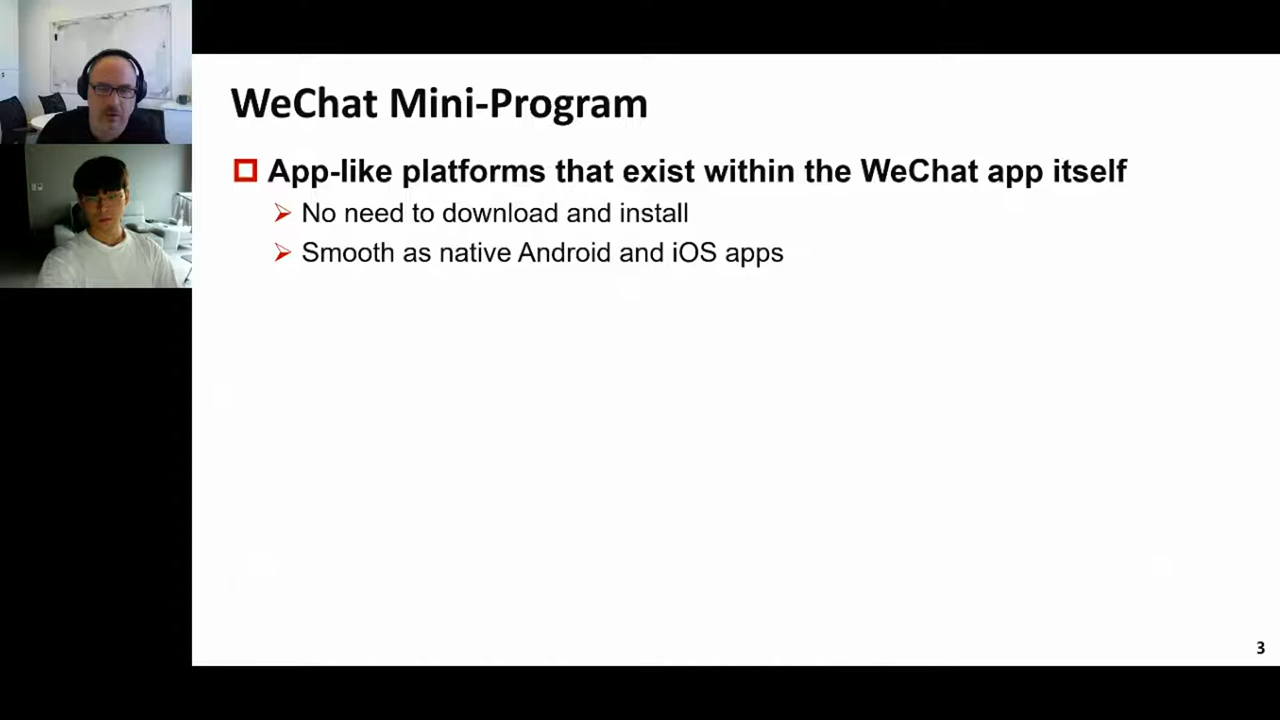 WeChat Mini-Program
App-like platforms that exist within the WeChat app itself
No need to download and install
Smooth as native Android and iOS apps
3